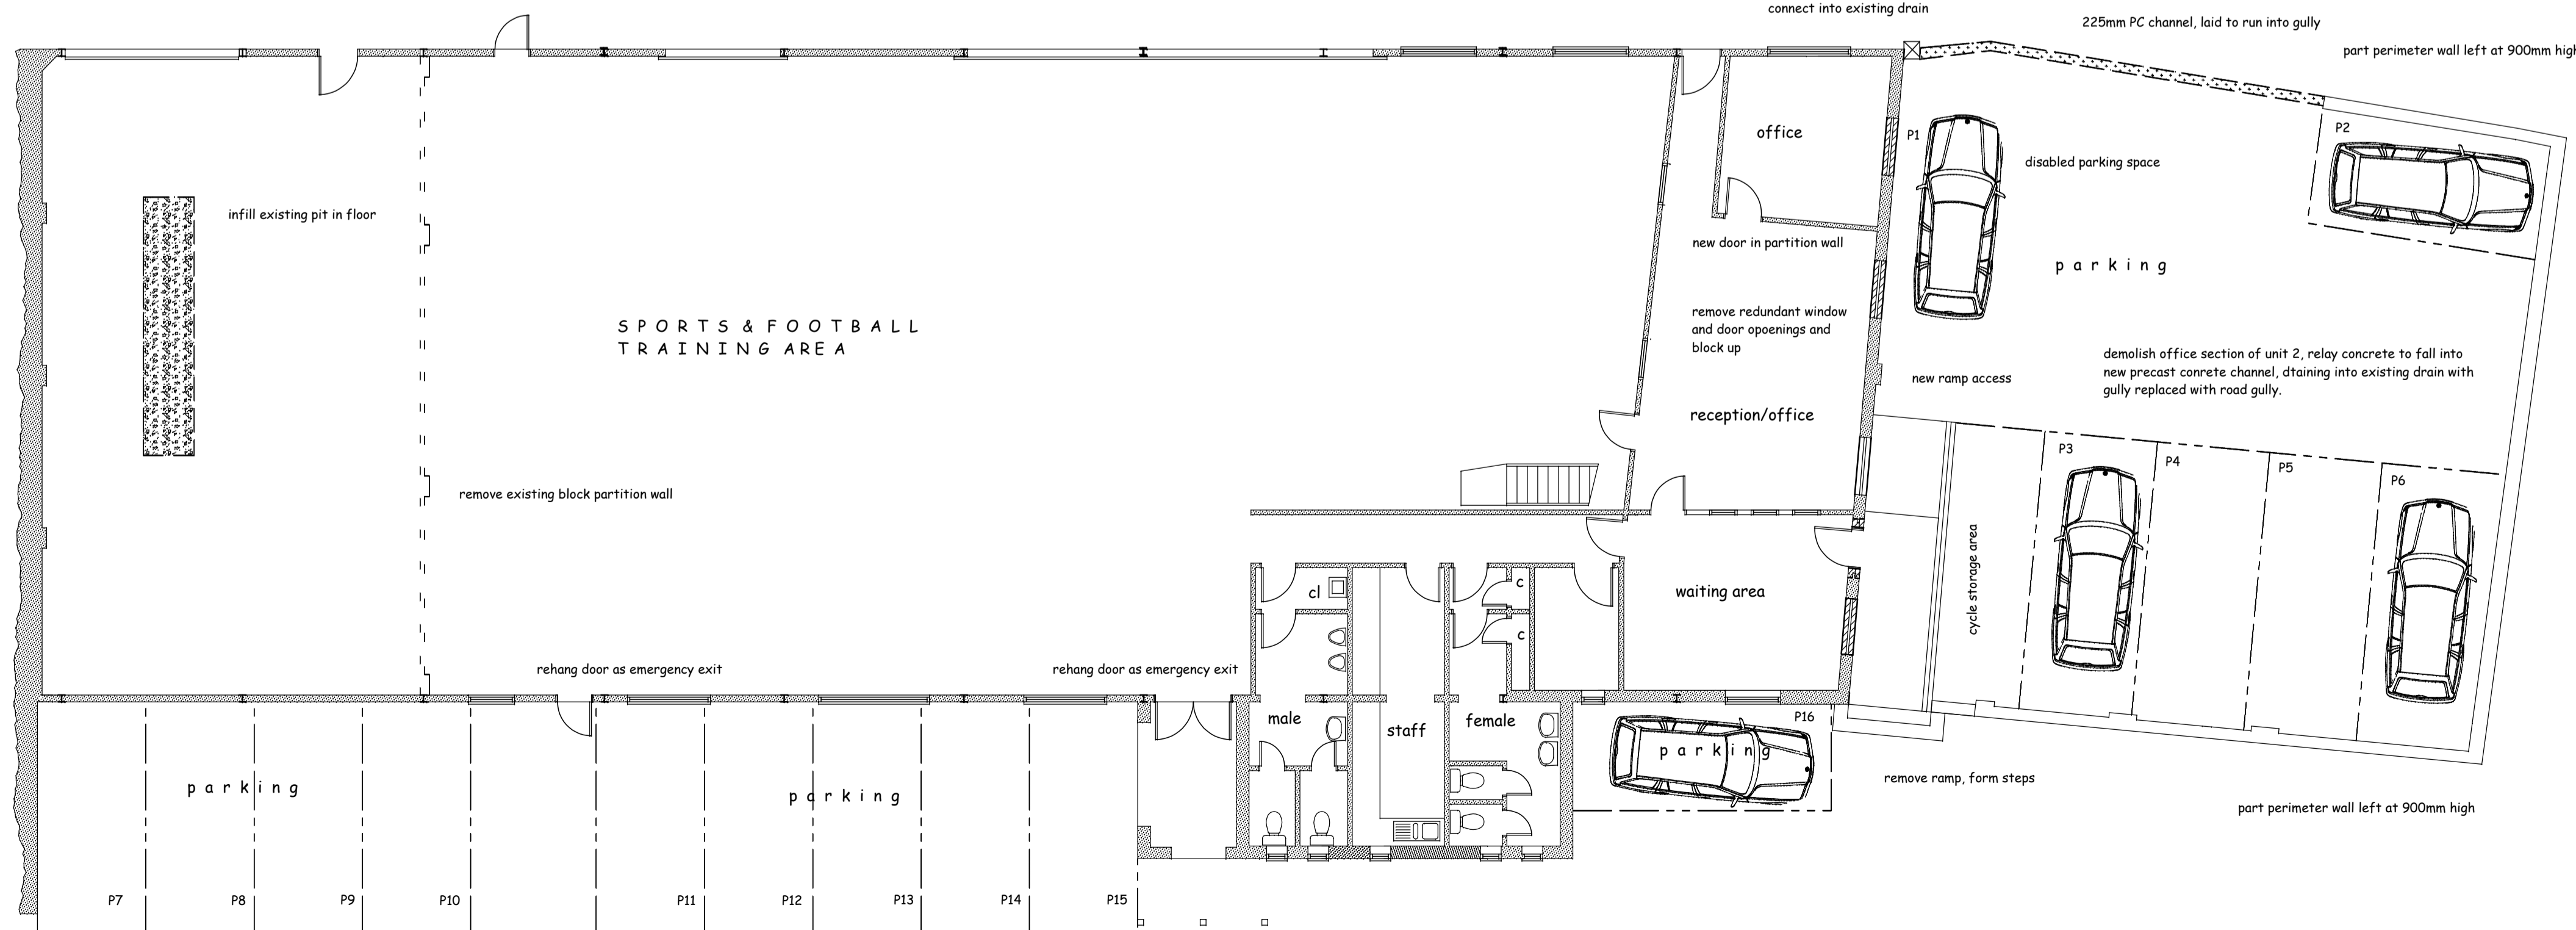 connect into existing drain
225mm PC channel, laid to run into gully
part perimeter wall left at 900mm high
office
P1
disabled parking space
P2
infill existing pit in floor
new door in partition wall
parking
SPORTS & FOOTBALL
TRAINING AREA
remove redundant window
and door opoenings and
block up
demolish office section of unit 2, relay concrete to fall into
new precast conrete channel, dtaining into existing drain with
gully replaced with road gully.
new ramp access
reception/office
P3
P4
P5
P6
remove existing block partition wall
cycle storage area
cl
c
c
waiting area
rehang door as emergency exit
rehang door as emergency exit
male
staff
female
P16
parking
parking
parking
remove ramp, form steps
part perimeter wall left at 900mm high
P7
P8
P9
P10
P11
P12
P13
P14
P15